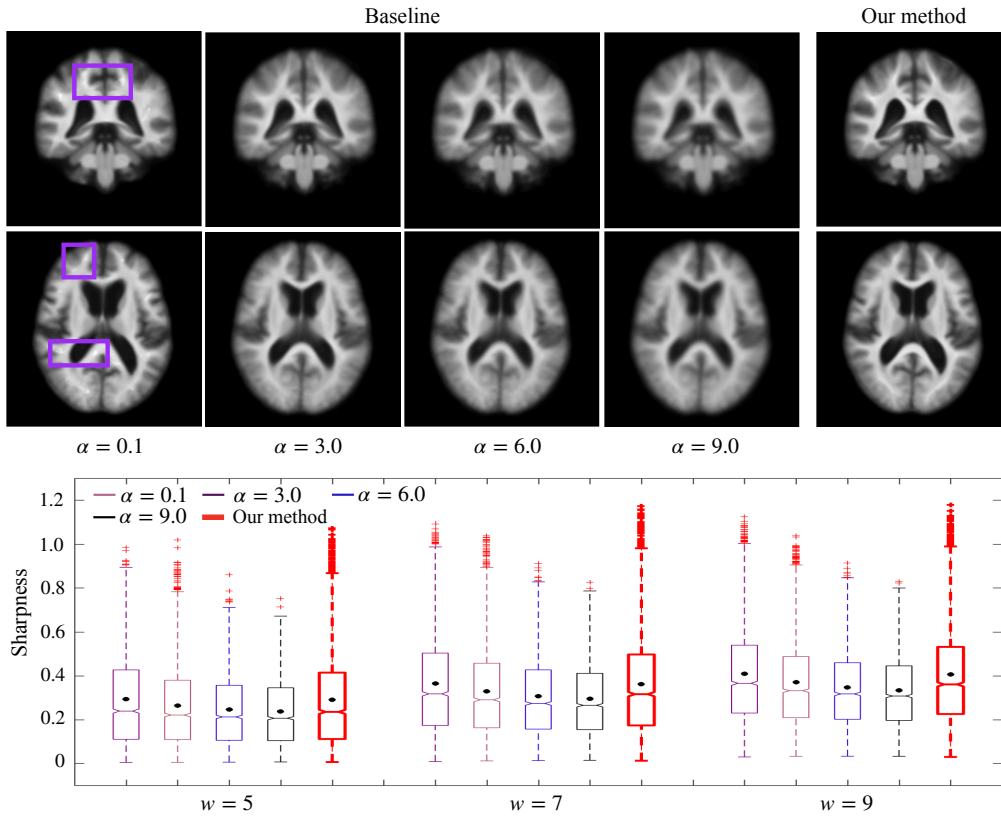 Baseline Our method
α = 0.1 α = 3.0 α = 6.0 α = 9.0
1.2
1.0
0.8
0.6
0.4
0.2
0
Sharpness
α = 0.1 α = 3.0 α = 6.0
α = 9.0 Our method
w = 5 w = 7 w = 9